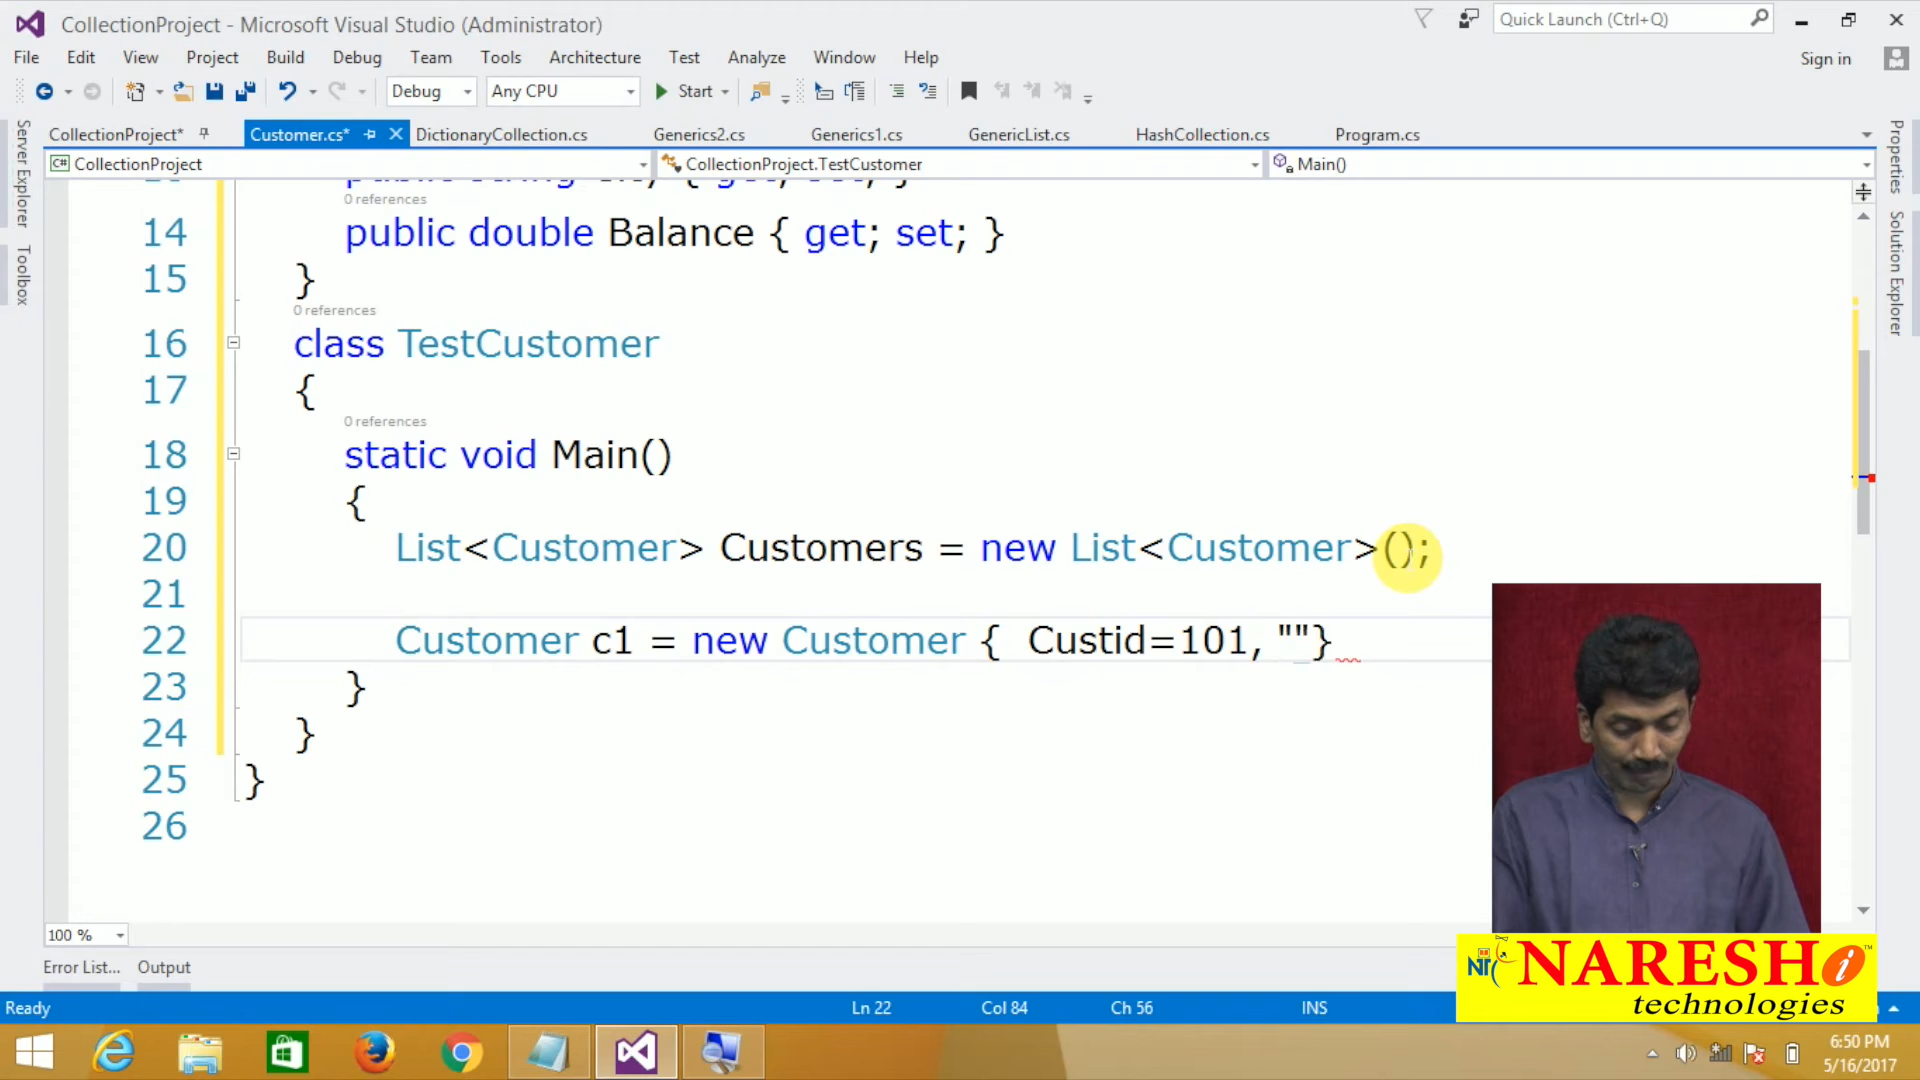 CollectionProject - Microsoft Visual Studio (Administrator)
Quick Launch (Ctrl+Q)
File Edit View Project Build Debug Team Tools Architecture Test Analyze Window Help
Sign in
Debug Any CPU Start
CollectionProject* Customer.cs* DictionaryCollection.cs Generics2.cs Generics1.cs GenericList.cs HashCollection.cs Program.cs
C# CollectionProject CollectionProject.TestCustomer Main()
Server Explorer
Toolbox
Properties
Solution Explorer
0 references
14 public double Balance { get; set; }
15 }
0 references
16 class TestCustomer
17 {
0 references
18 static void Main()
19 {
20 List<Customer> Customers = new List<Customer>();
21
22 Customer c1 = new Customer {  Custid=101, ""}
23 }
24 }
25 }
26
100 %
Error List... Output
Ready Ln 22 Col 84 Ch 56 INS
NARESH i ™
technologies
6:50 PM
5/16/2017